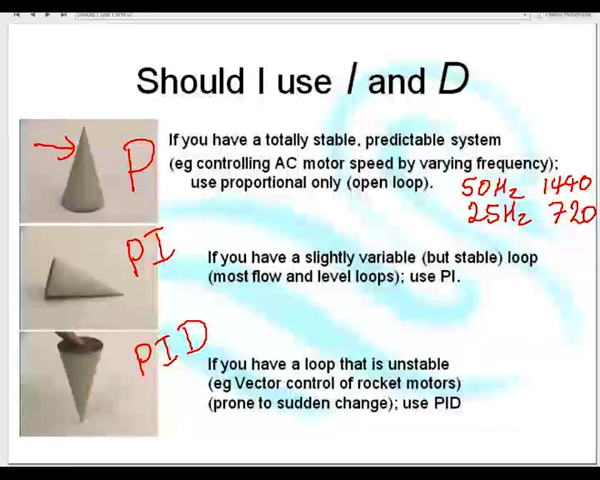 Should I use I and D
If you have a totally stable, predictable system
P
(eg controlling AC motor speed by varying frequency);
use proportional only (open loop).
50Hz 1440
25Hz 720
PI
If you have a slightly variable (but stable) loop
(most flow and level loops); use PI.
PID
If you have a loop that is unstable
(eg Vector control of rocket motors)
(prone to sudden change); use PID